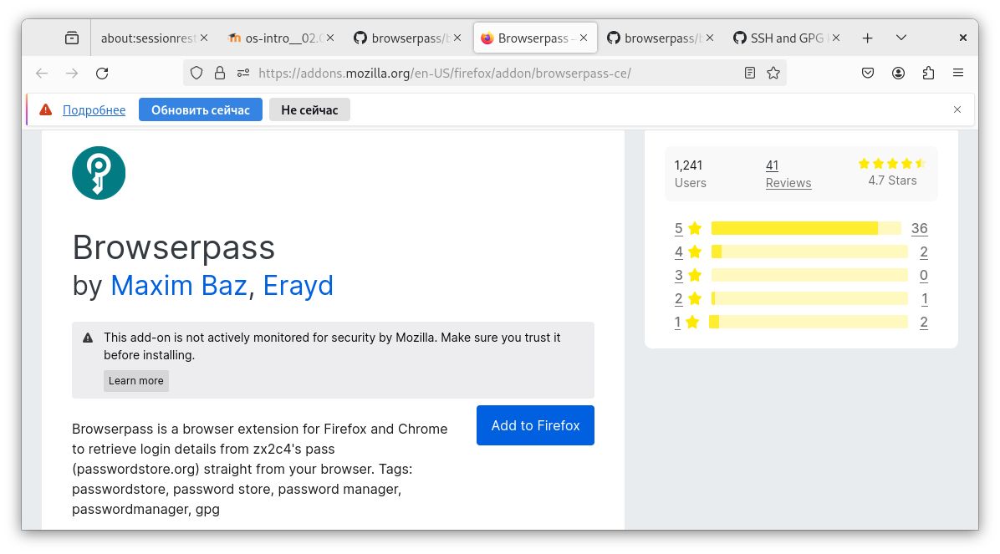 about:sessionrest
os-intro__02.
browserpass/b
Browserpass –
browserpass/b
SSH and GPG
https://addons.mozilla.org/en-US/firefox/addon/browserpass-ce/
Подробнее
Обновить сейчас
Не сейчас
Browserpass
by Maxim Baz, Erayd
This add-on is not actively monitored for security by Mozilla. Make sure you trust it
before installing.
Learn more
Browserpass is a browser extension for Firefox and Chrome
to retrieve login details from zx2c4's pass
(passwordstore.org) straight from your browser. Tags:
passwordstore, password store, password manager,
passwordmanager, gpg
Add to Firefox
1,241
Users
41
Reviews
4.7 Stars
5 36
4 2
3 0
2 1
1 2